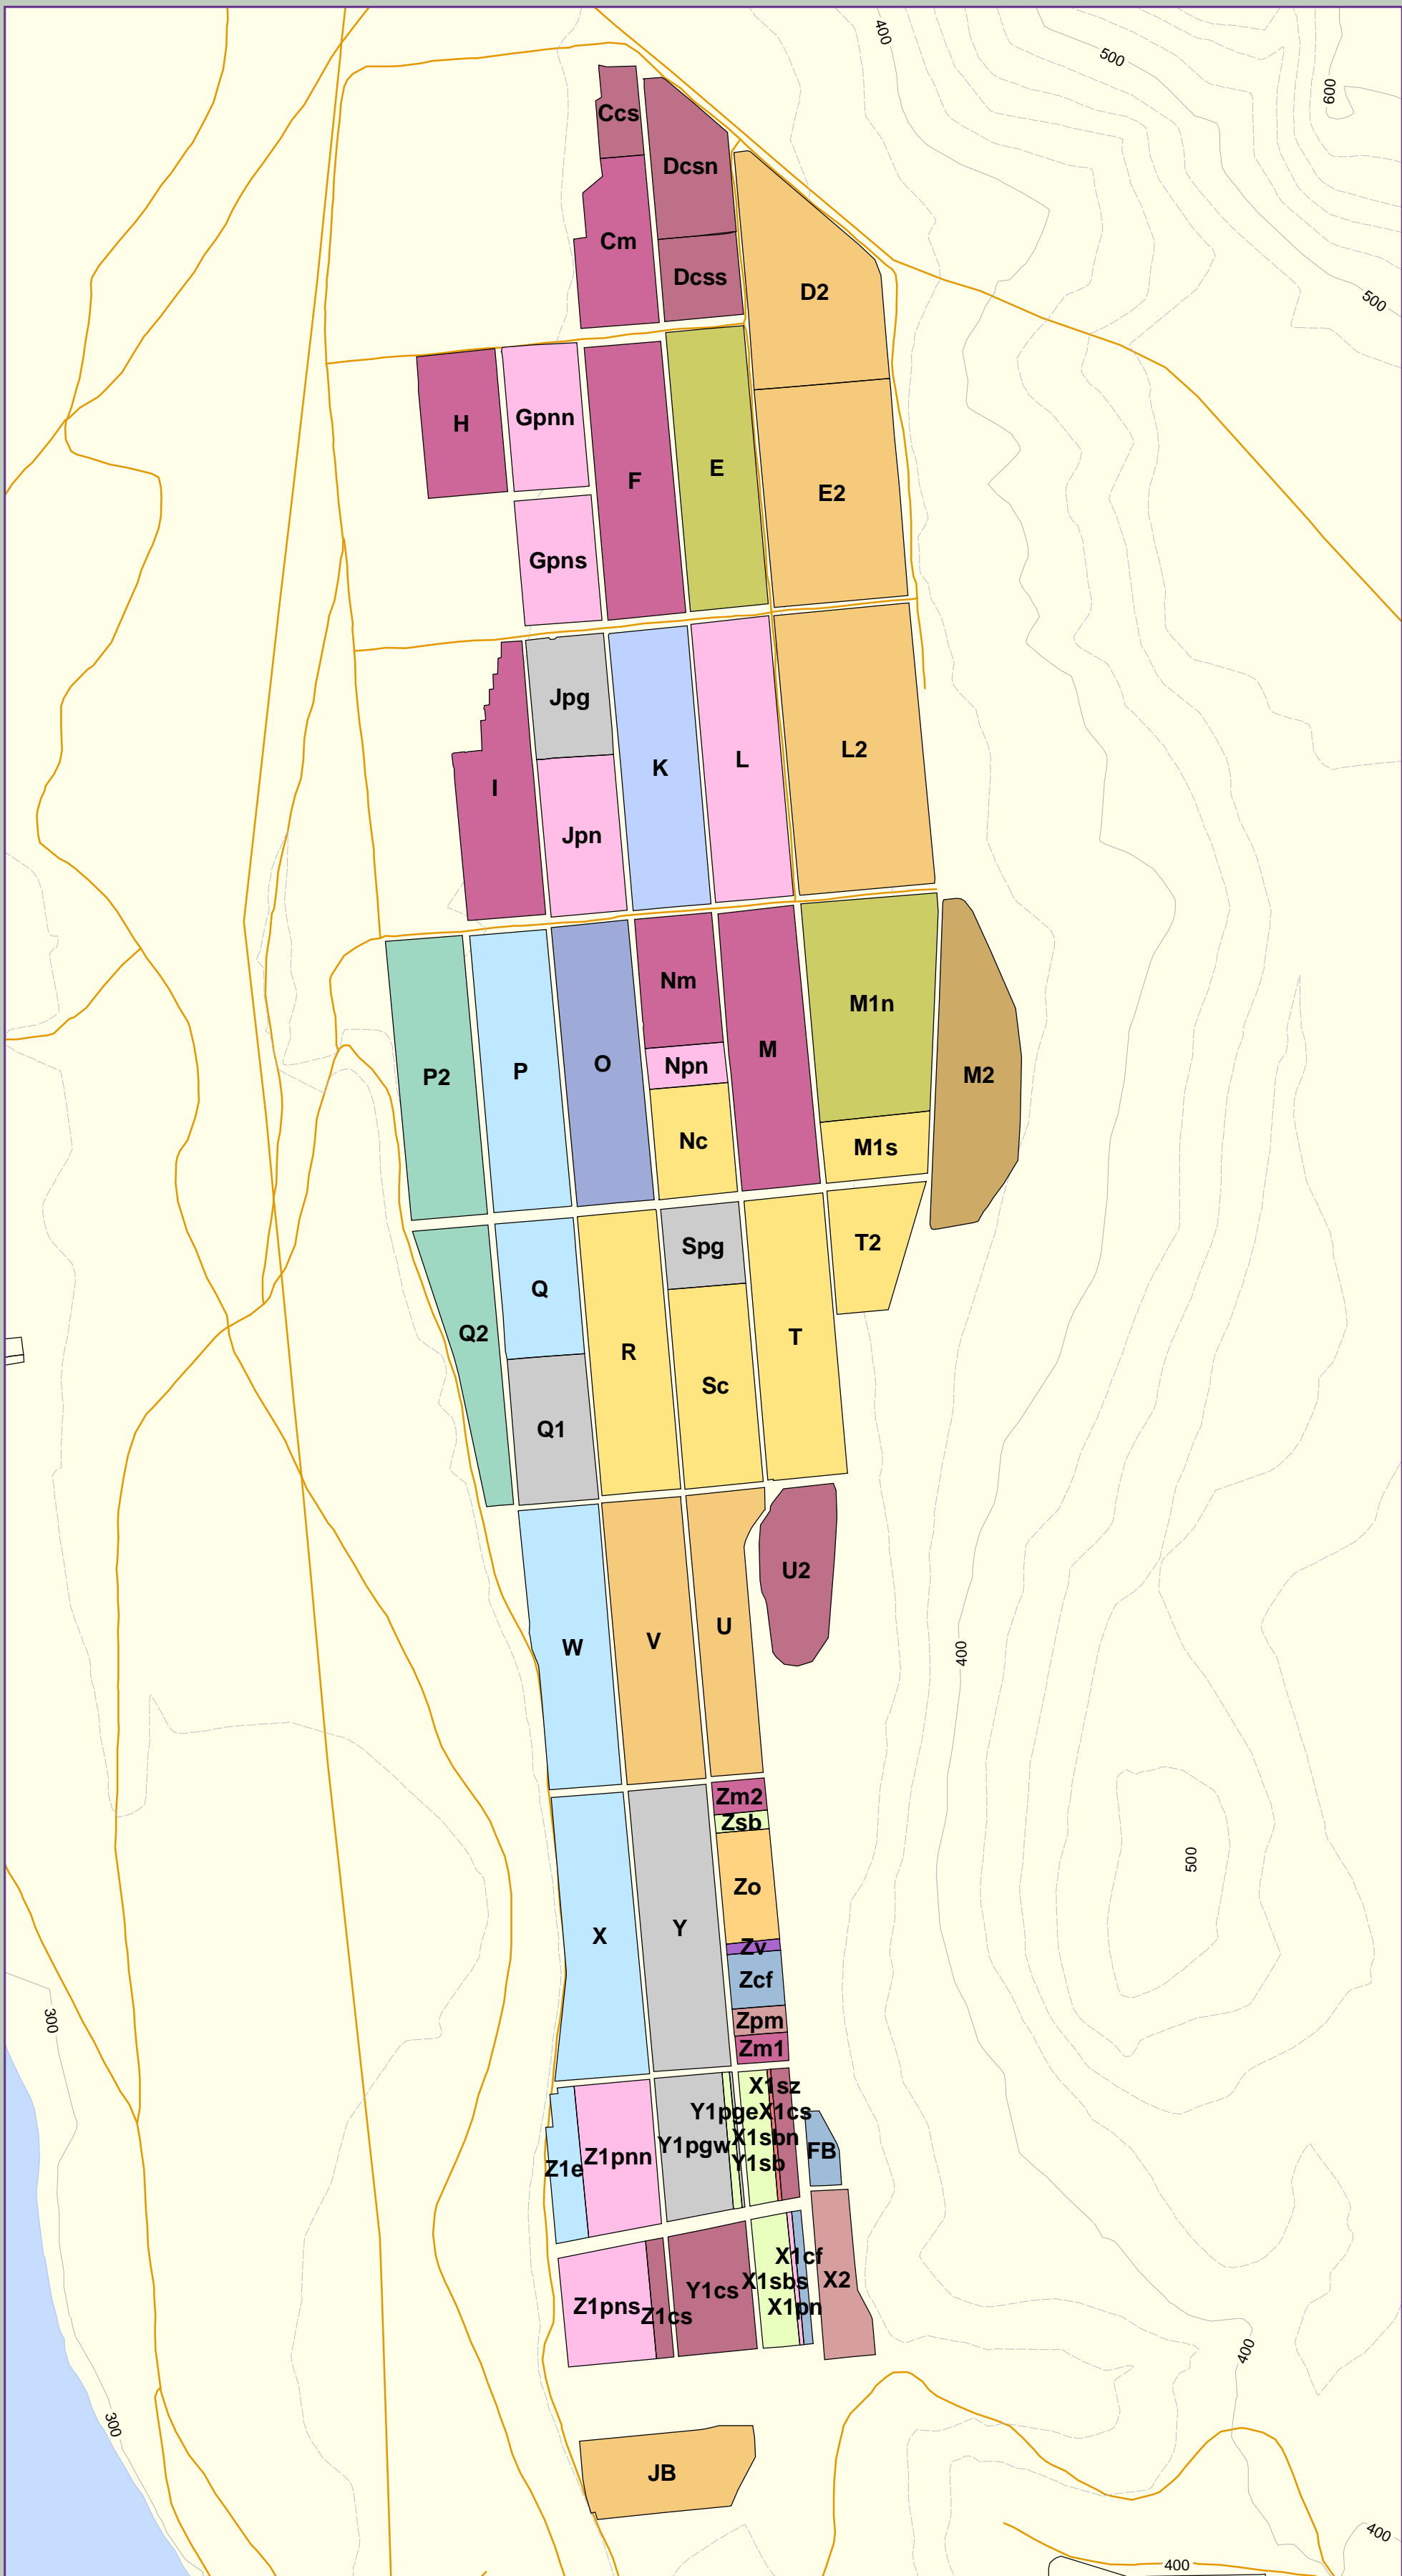 400
500
600
Ccs
Dcsn
Cm
Dcss
D2
500
H
Gpnn
F
E
E2
Gpns
Jpg
K
L
L2
I
Jpn
Nm
M1n
P2
P
O
Npn
M
M2
Nc
M1s
Q
Spg
T2
Q2
R
T
Q1
Sc
U2
W
V
U
400
Zm2
Zsb
500
Zo
X
Y
Zv
Zcf
300
Zpm
Zm1
X1sz
Y1pge
X1cs
X1sbn
Z1pnn
Y1pgw
FB
Z1e
Y1sb
X1cf
Z1pns
Y1cs
X1sbs
X2
Z1cs
X1pn
400
300
JB
400
400